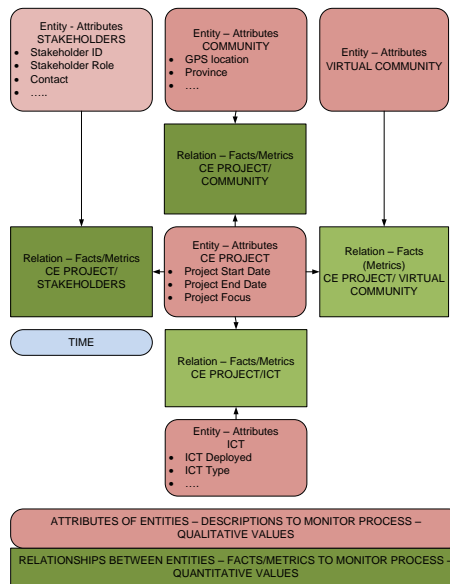 Entity - Attributes
STAKEHOLDERS
• Stakeholder ID
• Stakeholder Role
• Contact
• .....
Entity – Attributes
COMMUNITY
• GPS location
• Province
• ....
Entity – Attributes
VIRTUAL COMMUNITY
Relation – Facts/Metrics
CE PROJECT/
COMMUNITY
Relation – Facts/Metrics
CE PROJECT/
STAKEHOLDERS
Entity – Attributes
CE PROJECT
• Project Start Date
• Project End Date
• Project Focus
Relation – Facts
(Metrics)
CE PROJECT/ VIRTUAL
COMMUNITY
TIME
Relation – Facts/Metrics
CE PROJECT/ICT
Entity – Attributes
ICT
• ICT Deployed
• ICT Type
• ....
ATTRIBUTES OF ENTITIES – DESCRIPTIONS TO MONITOR PROCESS –
QUALITATIVE VALUES
RELATIONSHIPS BETWEEN ENTITIES – FACTS/METRICS TO MONITOR PROCESS –
QUANTITATIVE VALUES